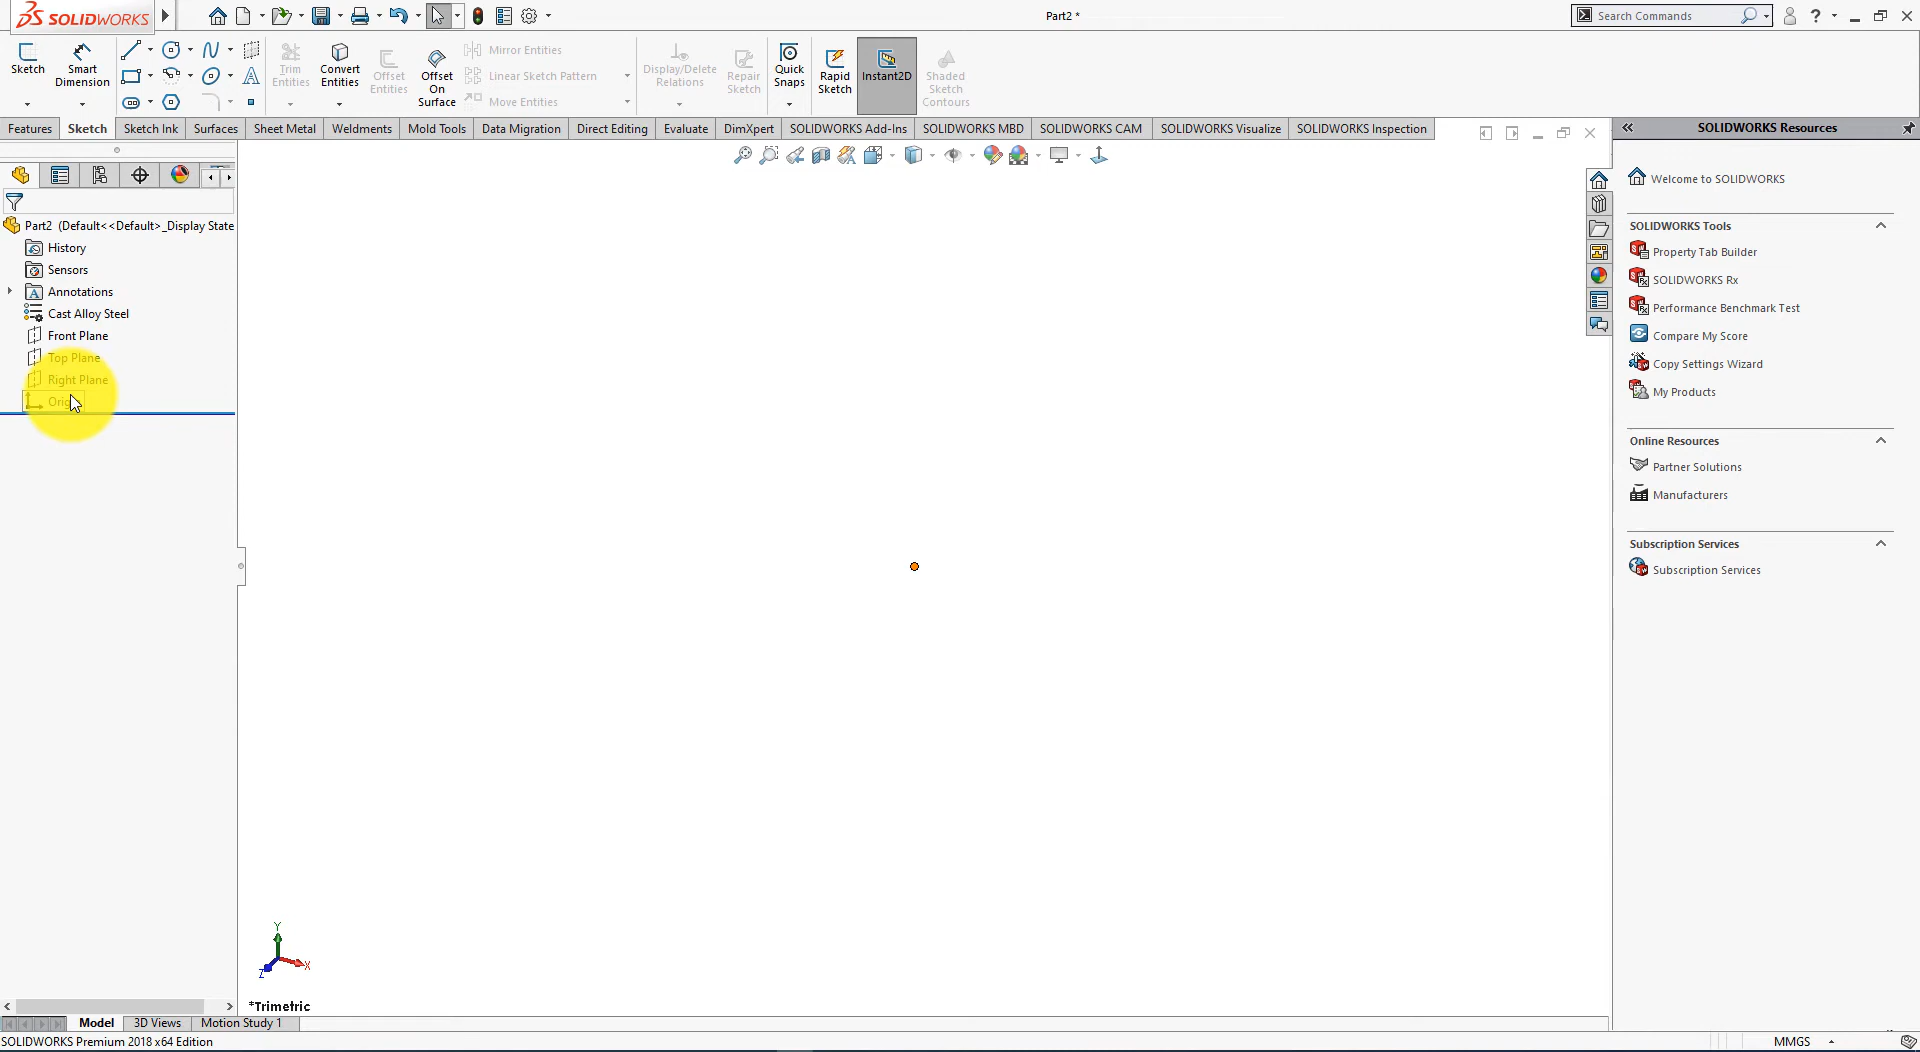 SOLIDWORKS
Part2 *
Search Commands
Sketch
Smart Dimension
Trim Entities
Convert Entities
Offset Entities
Offset On Surface
Mirror Entities
Linear Sketch Pattern
Move Entities
Display/Delete Relations
Repair Sketch
Quick Snaps
Rapid Sketch
Instant2D
Shaded Sketch Contours
Features
Sketch
Sketch Ink
Surfaces
Sheet Metal
Weldments
Mold Tools
Data Migration
Direct Editing
Evaluate
DimXpert
SOLIDWORKS Add-Ins
SOLIDWORKS MBD
SOLIDWORKS CAM
SOLIDWORKS Visualize
SOLIDWORKS Inspection
SOLIDWORKS Resources
Part2 (Default<<Default>_Display State
History
Sensors
Annotations
Cast Alloy Steel
Front Plane
Top Plane
Right Plane
Welcome to SOLIDWORKS
SOLIDWORKS Tools
Property Tab Builder
SOLIDWORKS Rx
Performance Benchmark Test
Compare My Score
Copy Settings Wizard
My Products
Online Resources
Partner Solutions
Manufacturers
Subscription Services
Subscription Services
Y
X
Z
*Trimetric
Model
3D Views
Motion Study 1
SOLIDWORKS Premium 2018 x64 Edition
MMGS